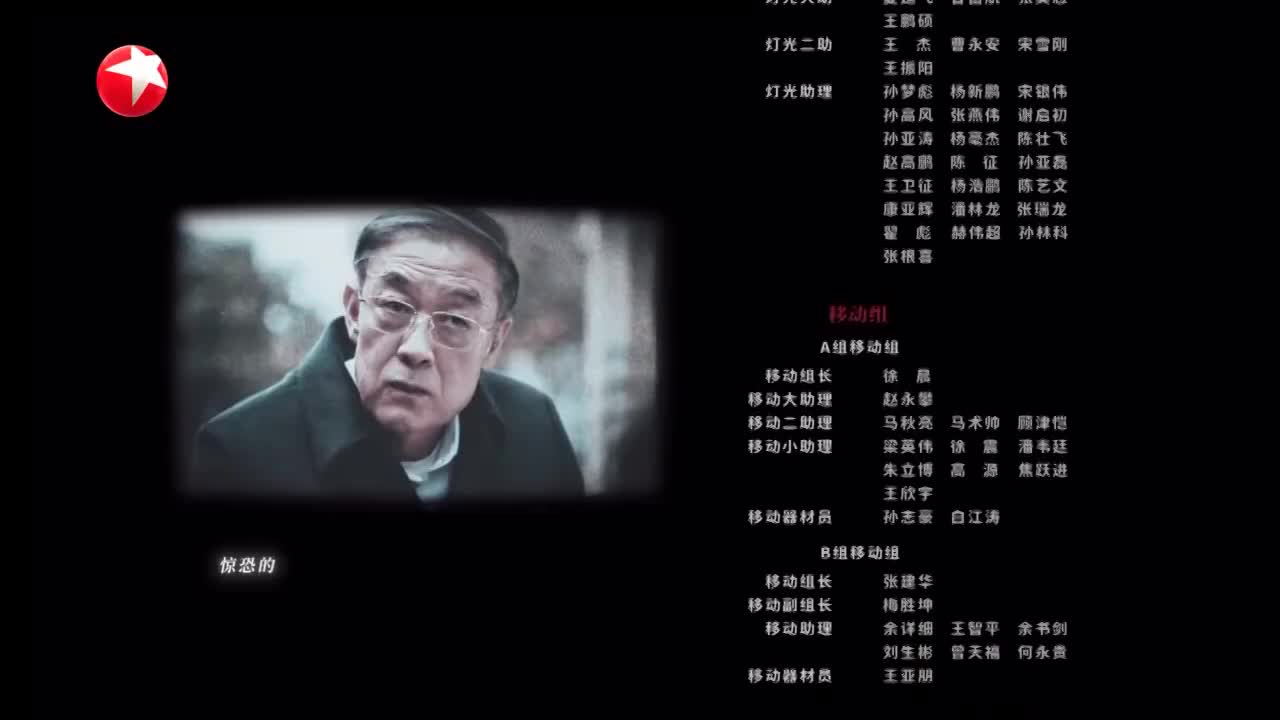 王鹏硕
灯光二助 王 杰 曹永安 宋雪刚
王振阳
灯光助理 孙梦彪 杨新鹏 宋银伟
孙高风 张燕伟 谢启初
孙亚涛 杨毫杰 陈壮飞
赵高鹏 陈 征 孙亚磊
王卫征 杨浩鹏 陈艺文
康亚辉 潘林龙 张瑞龙
翟 彪 赫伟超 孙林科
张根喜
移动组
A组移动组
移动组长 徐 晨
移动大助理 赵永攀
移动二助理 马秋亮 马术帅 顾津恺
移动小助理 梁英伟 徐 震 潘韦廷
朱立博 高 源 焦跃进
王欣宇
移动器材员 孙志豪 白江涛
B组移动组
移动组长 张建华
移动副组长 梅胜坤
移动助理 余详细 王智平 余书剑
刘生彬 曾天福 何永贵
移动器材员 王亚朋
惊恐的